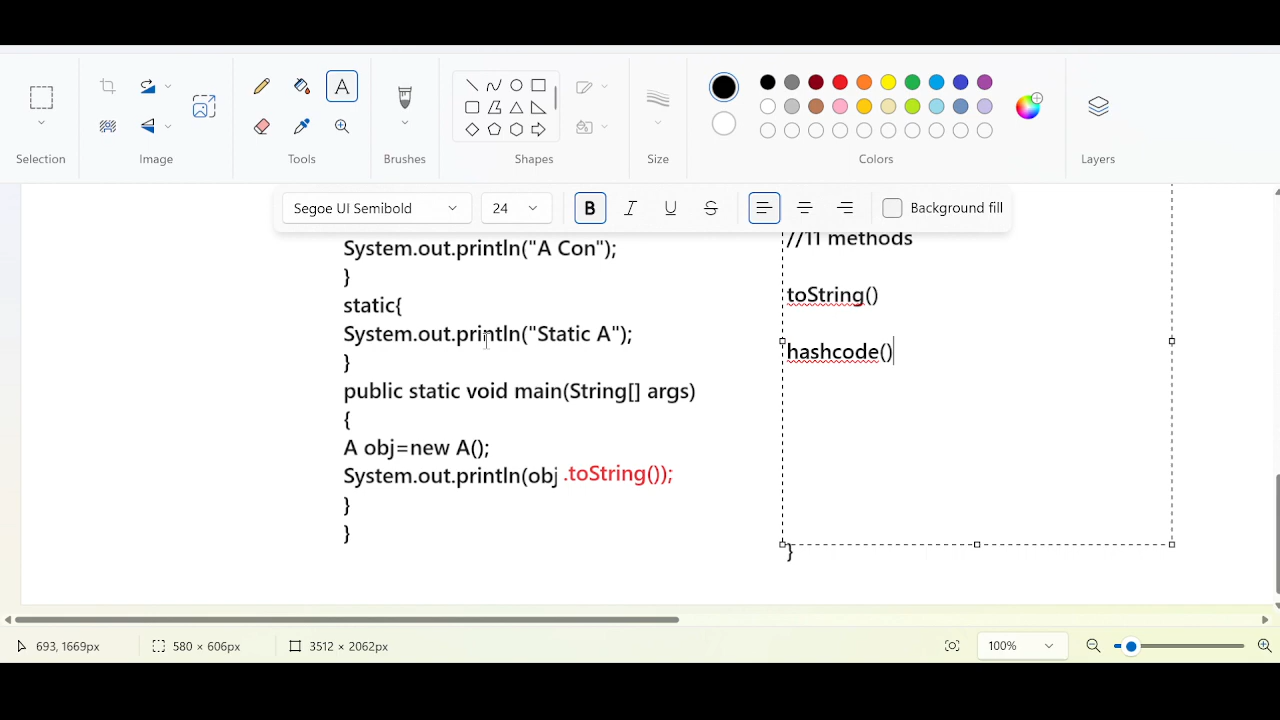 Selection
Image
Tools
Brushes
Shapes
Size
Colors
Layers
Segoe UI Semibold
24
B
I
U
S
Background fill
A
System.out.println("A Con");
}
static{
System.out.println("Static A");
}
public static void main(String[] args)
{
A obj=new A();
System.out.println(obj .toString());
}
}
//11 methods
toString()
hashcode()
}
693, 1669px
580 × 606px
3512 × 2062px
100%